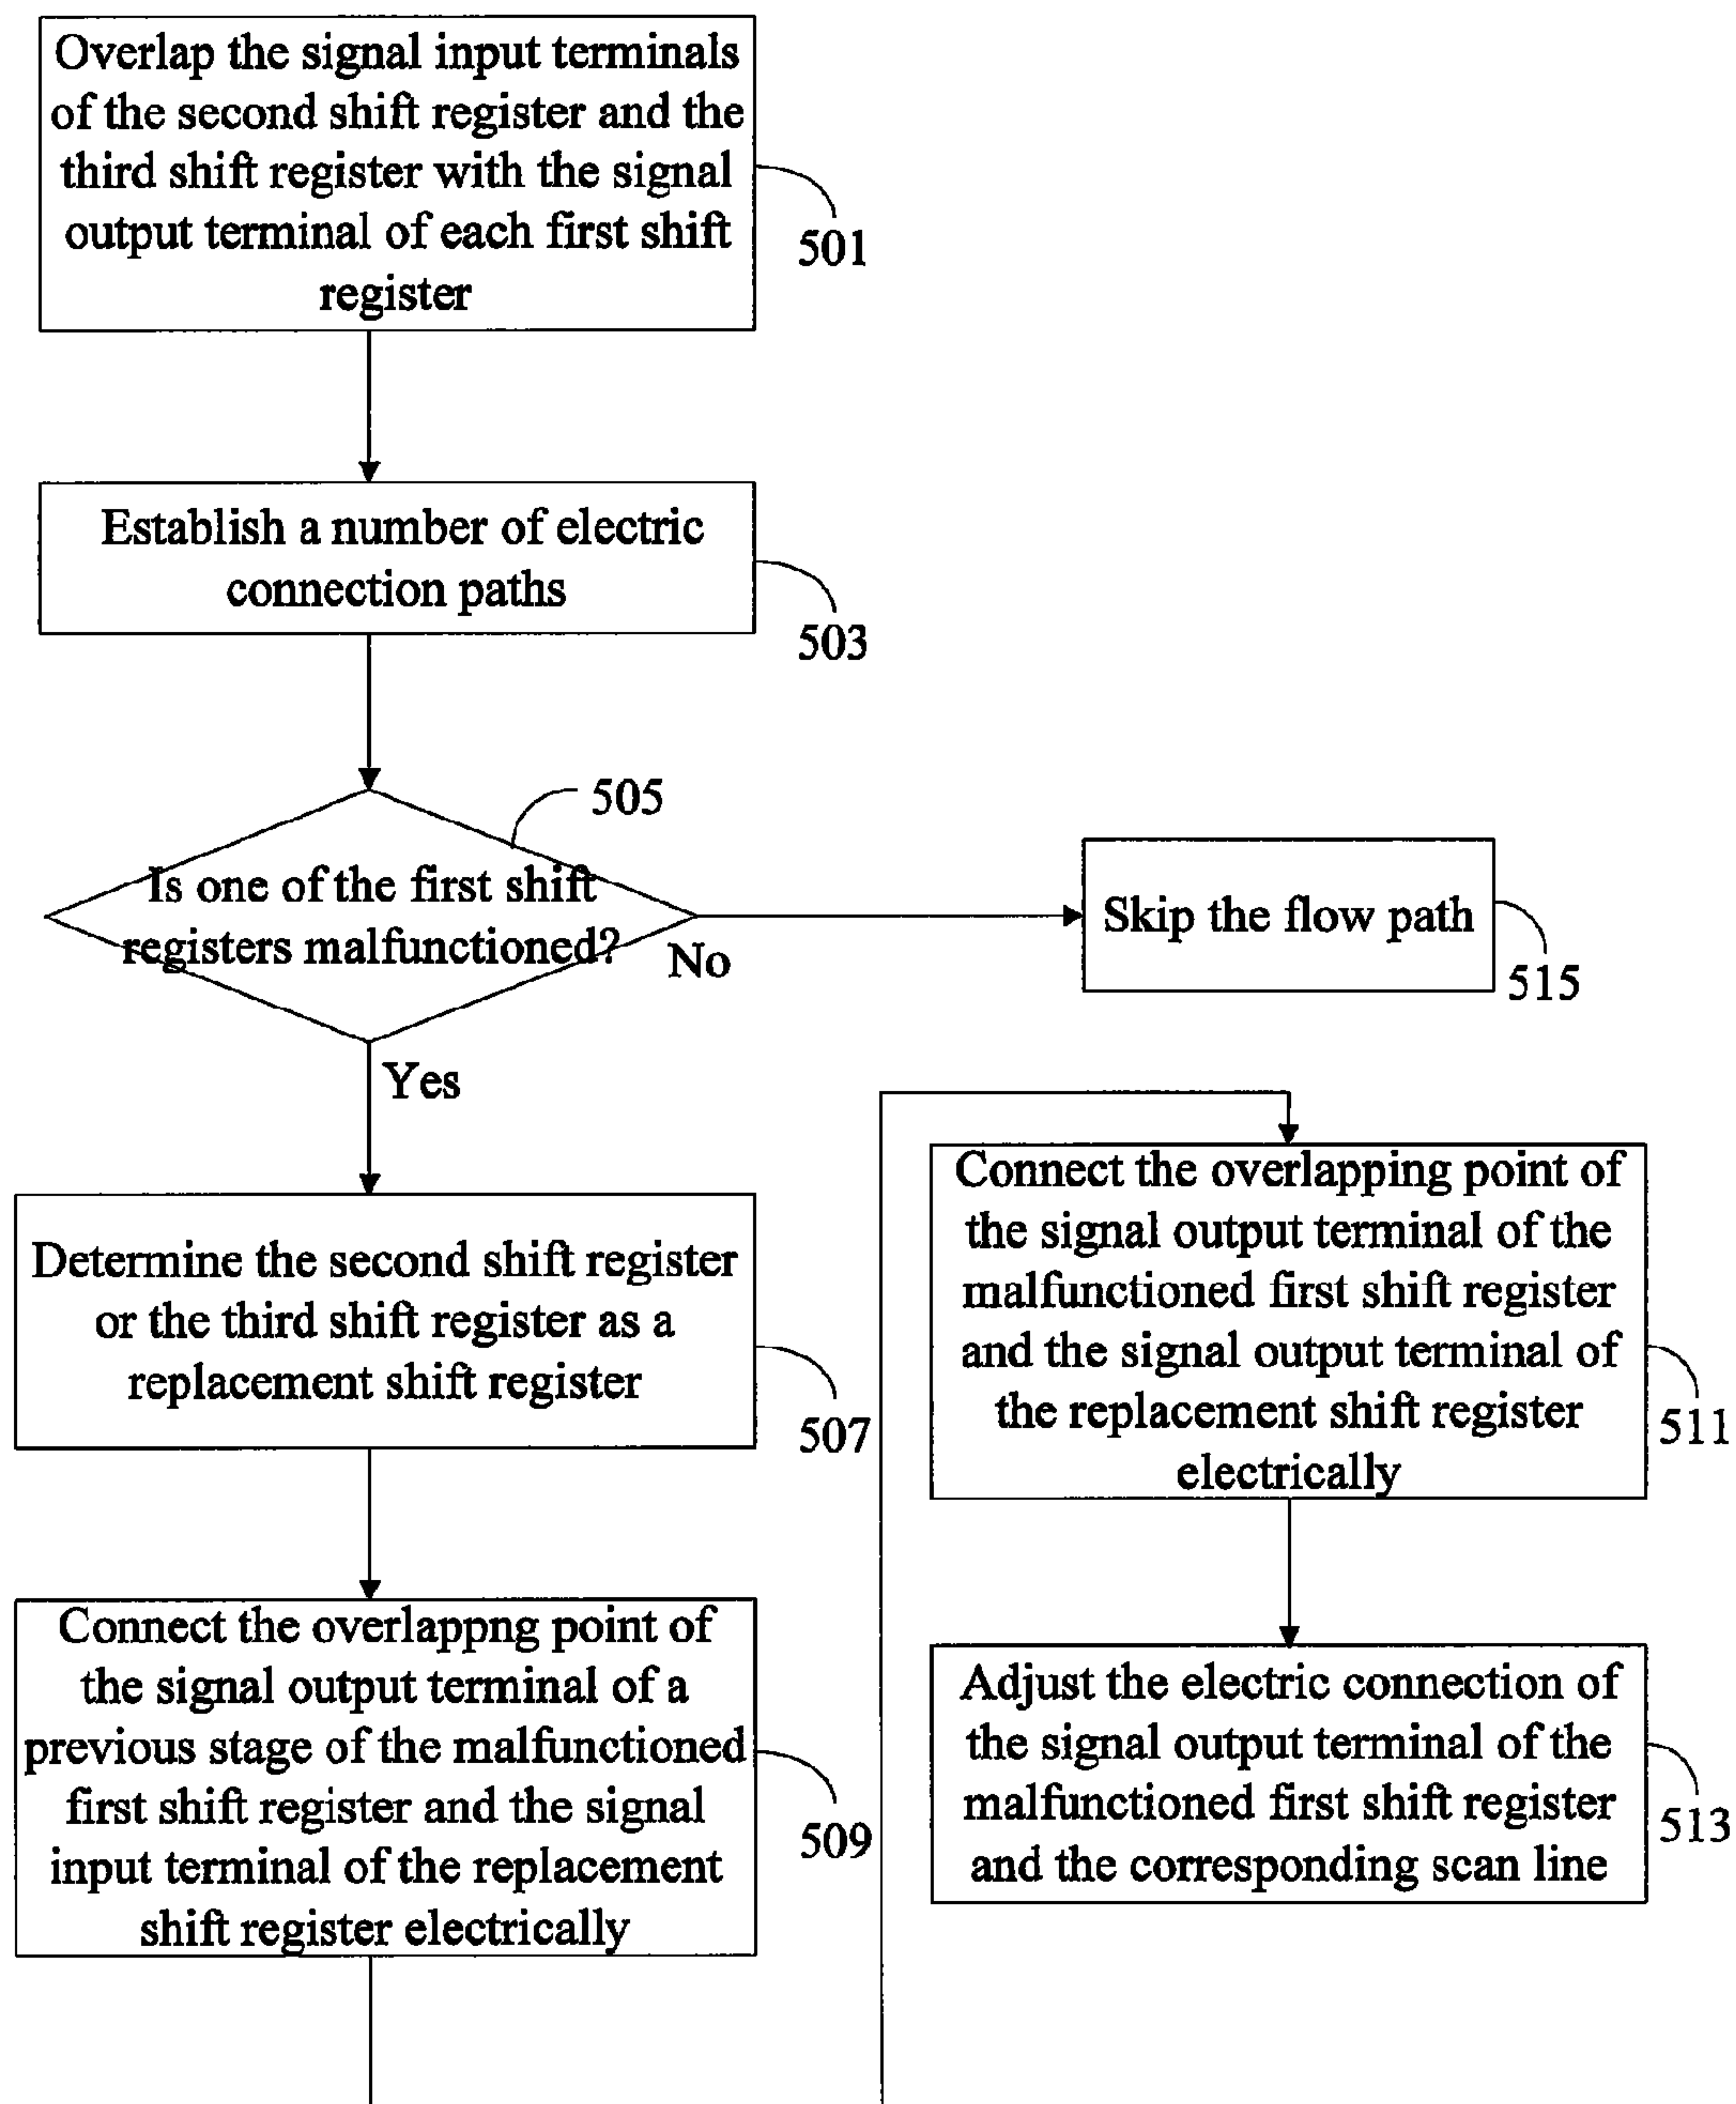 Overlap the signal input terminals
of the second shift register and the
third shift register with the signal
output terminal of each first shift
register
501
Establish a number of electric
connection paths
503
505
Is one of the first shift
registers malfunctioned?
No
Skip the flow path
515
Yes
Determine the second shift register
or the third shift register as a
replacement shift register
507
Connect the overlappng point of
the signal output terminal of a
previous stage of the malfunctioned
first shift register and the signal
input terminal of the replacement
shift register electrically
509
Connect the overlapping point of
the signal output terminal of the
malfunctioned first shift register
and the signal output terminal of
the replacement shift register
electrically
511
Adjust the electric connection of
the signal output terminal of the
malfunctioned first shift register
and the corresponding scan line
513